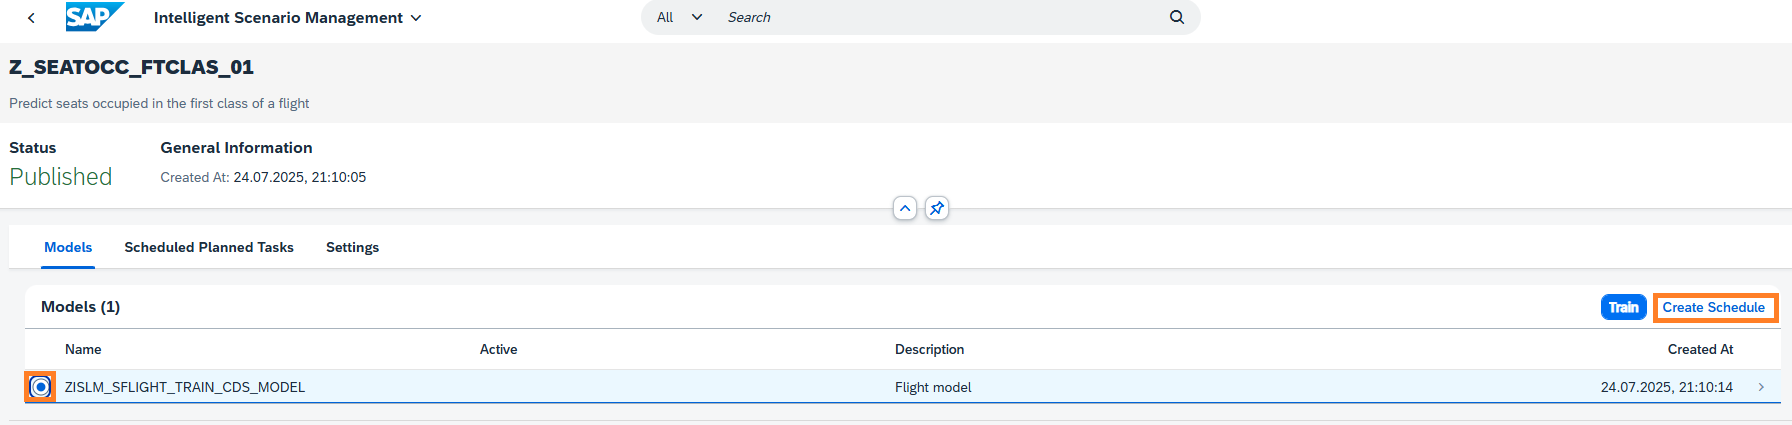 SAP Intelligent Scenario Management All Search
Z_SEATOCC_FTCLAS_01
Predict seats occupied in the first class of a flight
Status General Information
Published Created At: 24.07.2025, 21:10:05
Models Scheduled Planned Tasks Settings
Models (1) Train Create Schedule
Name Active Description Created At
ZISLM_SFLIGHT_TRAIN_CDS_MODEL Flight model 24.07.2025, 21:10:14